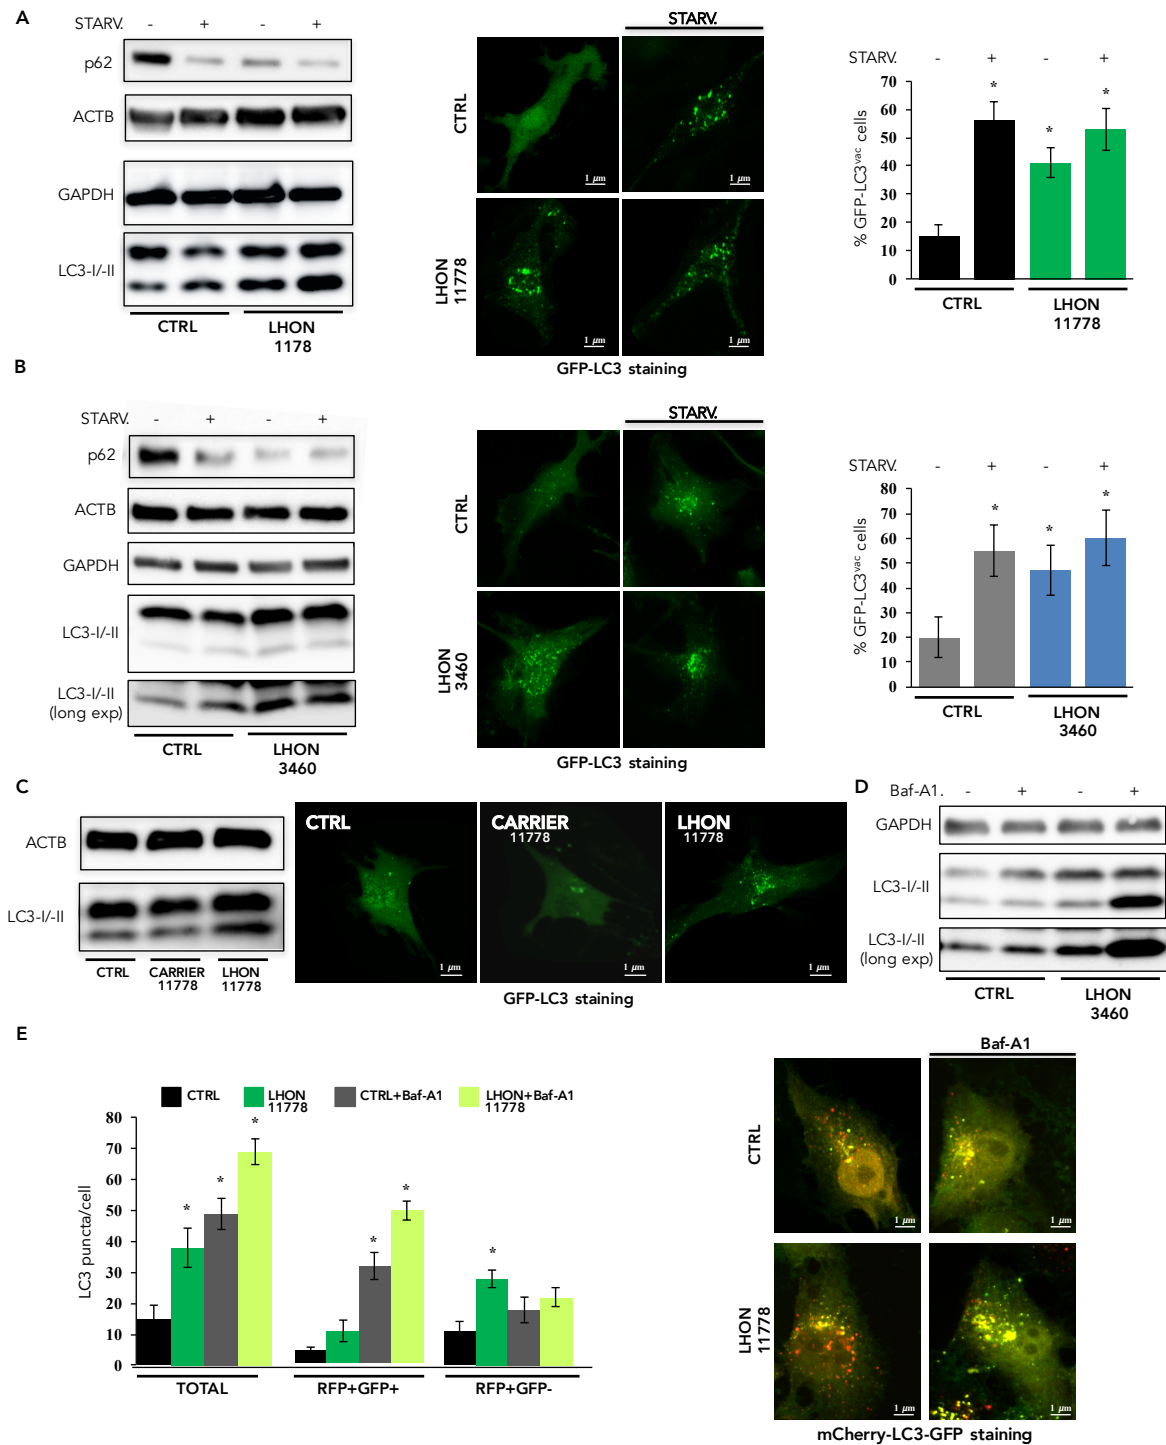 A
STARV. - + - +
p62
ACTB
GAPDH
LC3-I/-II
CTRL LHON
1178
STARV.
CTRL
1 µm 1 µm
LHON
11778
1 µm 1 µm
GFP-LC3 staining
STARV. - + - +
% GFP-LC3vac cells
70
60
50
40
30
20
10
0
* * *
CTRL LHON
11778
B
STARV. - + - +
p62
ACTB
GAPDH
LC3-I/-II
LC3-I/-II
(long exp)
CTRL LHON
3460
STARV.
CTRL
LHON
3460
GFP-LC3 staining
STARV. - + - +
% GFP-LC3vac cells
80
70
60
50
40
30
20
10
0
* * *
CTRL LHON
3460
C
ACTB
LC3-I/-II
CTRL CARRIER LHON
11778 11778
CTRL CARRIER LHON
11778 11778
1 µm 1 µm 1 µm
GFP-LC3 staining
D
Baf-A1. - + - +
GAPDH
LC3-I/-II
LC3-I/-II
(long exp)
CTRL LHON
3460
E
CTRL LHON CTRL+Baf-A1 LHON+Baf-A1
11778 11778
LC3 puncta/cell
80
70
60
50
40
30
20
10
0
* * * * * *
TOTAL RFP+GFP+ RFP+GFP-
Baf-A1
CTRL
1 µm 1 µm
LHON
11778
1 µm 1 µm
mCherry-LC3-GFP staining